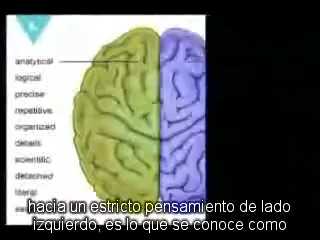 analytical
logical
precise
repetitive
organized
details
scientific
detached
literal
hacia un estricto pensamiento de lado
izquierdo, es lo que se conoce como